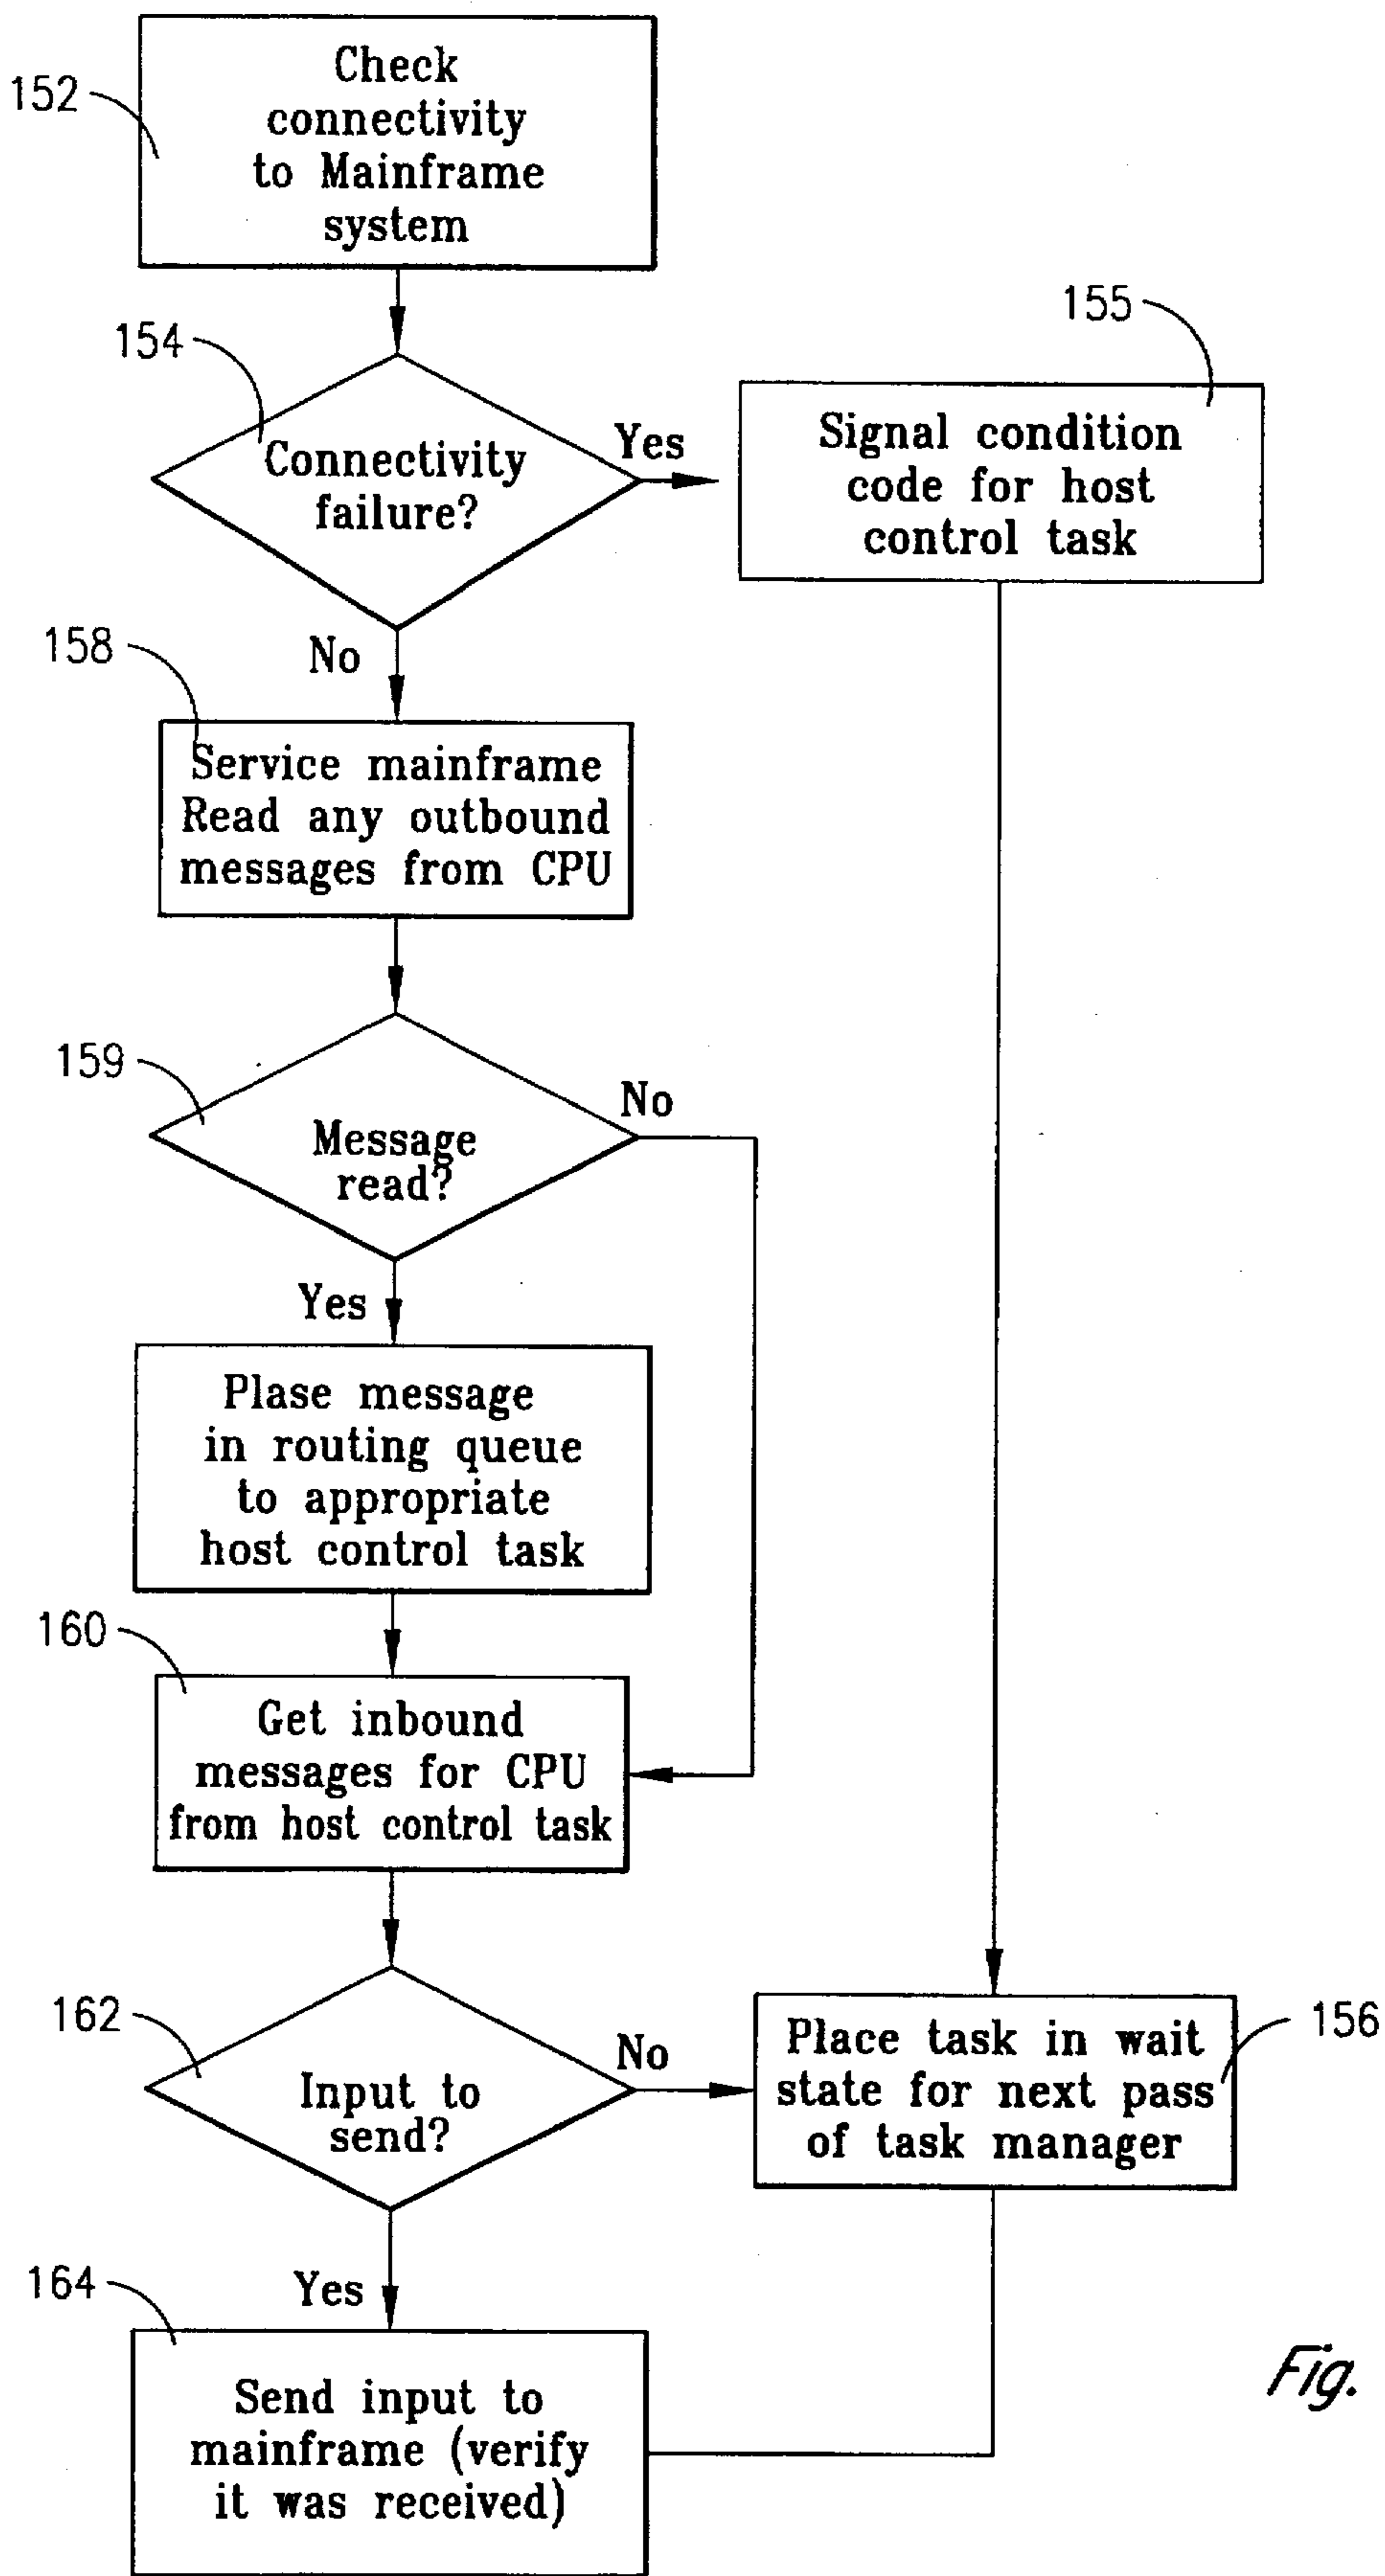 152
Check
connectivity
to Mainframe
system
154
Connectivity
failure?
Yes
155
Signal condition
code for host
control task
No
158
Service mainframe
Read any outbound
messages from CPU
159
Message
read?
No
Yes
Plase message
in routing queue
to appropriate
host control task
160
Get inbound
messages for CPU
from host control task
162
Input to
send?
No
Place task in wait
state for next pass
of task manager
156
Yes
164
Send input to
mainframe (verify
it was received)
Fig.